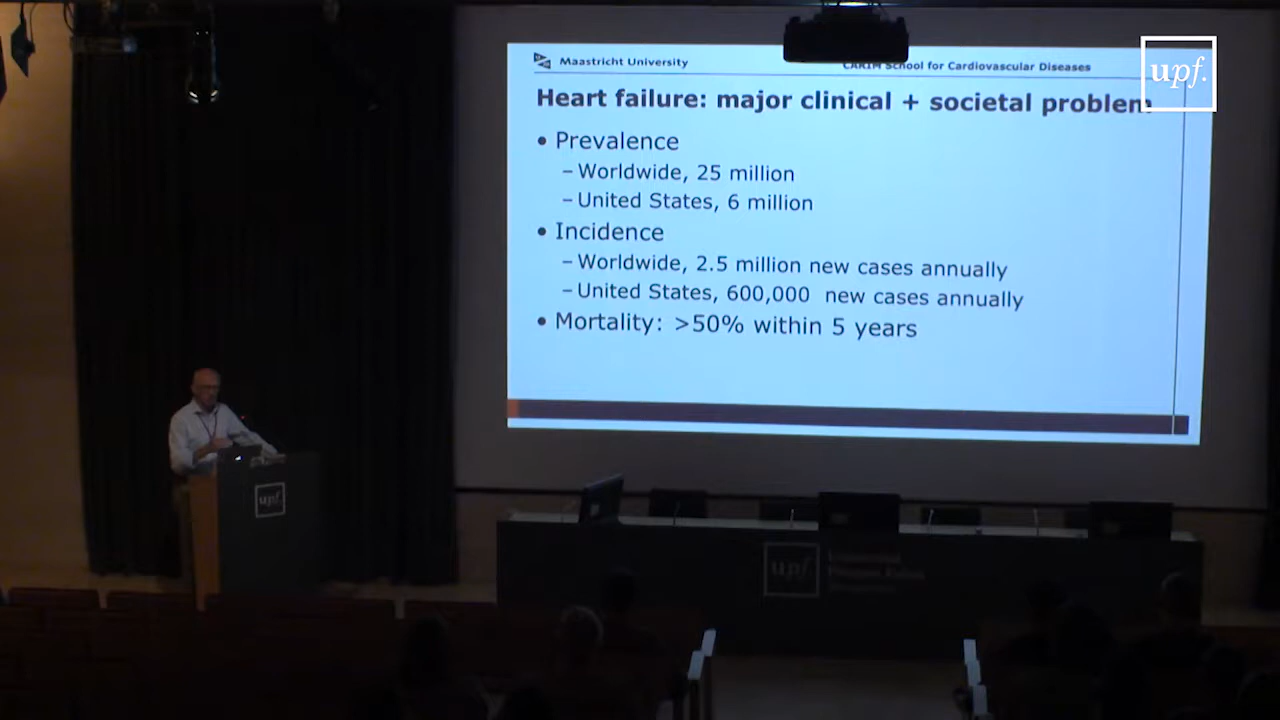 Maastricht University
CARIM School for Cardiovascular Diseases
upf.
Heart failure: major clinical + societal problem
• Prevalence
– Worldwide, 25 million
– United States, 6 million
• Incidence
– Worldwide, 2.5 million new cases annually
– United States, 600,000 new cases annually
• Mortality: >50% within 5 years
upf.
upf.